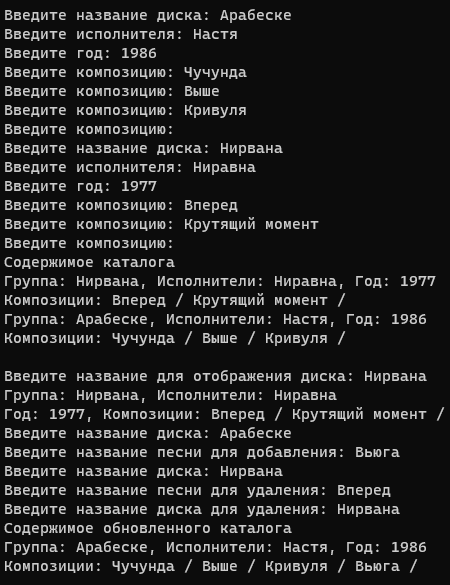 Введите название диска: Арабеске
Введите исполнителя: Настя
Введите год: 1986
Введите композицию: Чучунда
Введите композицию: Выше
Введите композицию: Кривуля
Введите композицию:
Введите название диска: Нирвана
Введите исполнителя: Ниравна
Введите год: 1977
Введите композицию: Вперед
Введите композицию: Крутящий момент
Введите композицию:
Содержимое каталога
Группа: Нирвана, Исполнители: Ниравна, Год: 1977
Композиции: Вперед / Крутящий момент /
Группа: Арабеске, Исполнители: Настя, Год: 1986
Композиции: Чучунда / Выше / Кривуля /
Введите название для отображения диска: Нирвана
Группа: Нирвана, Исполнители: Ниравна
Год: 1977, Композиции: Вперед / Крутящий момент /
Введите название диска: Арабеске
Введите название песни для добавления: Вьюга
Введите название диска: Нирвана
Введите название песни для удаления: Вперед
Введите название диска для удаления: Нирвана
Содержимое обновленного каталога
Группа: Арабеске, Исполнители: Настя, Год: 1986
Композиции: Чучунда / Выше / Кривуля / Вьюга /